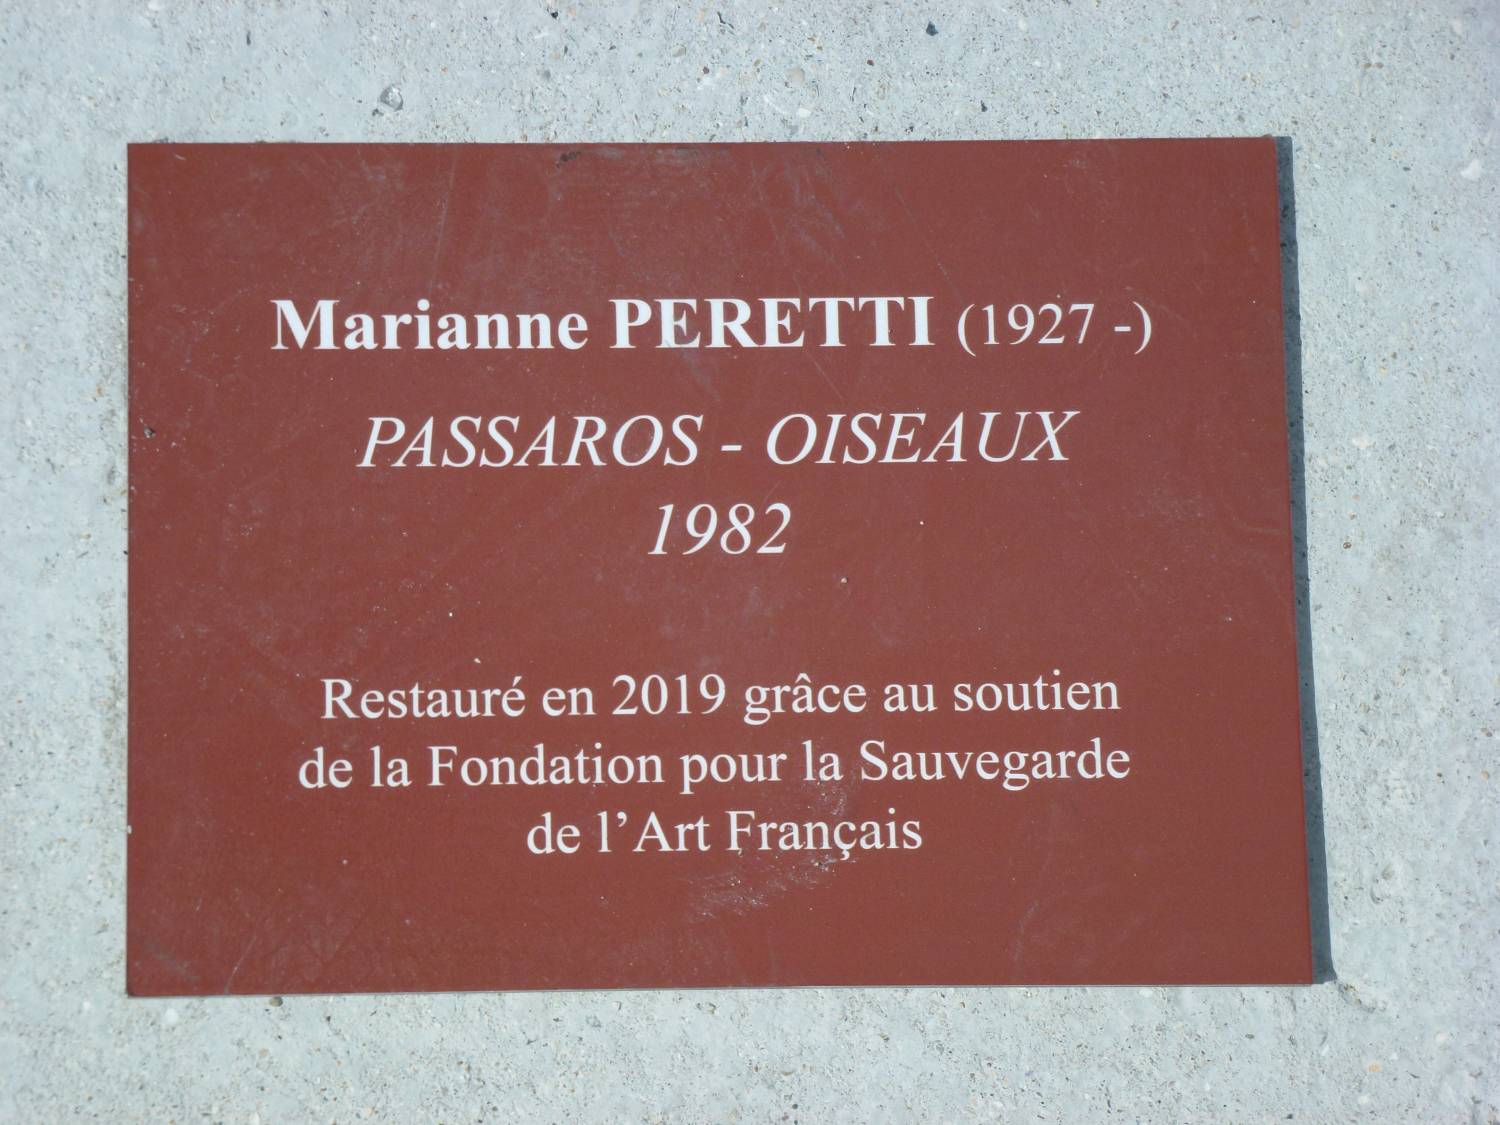 Marianne PERETTI (1927 -)
PASSAROS - OISEAUX
1982
Restauré en 2019 grâce au soutien
de la Fondation pour la Sauvegarde
de l’Art Français